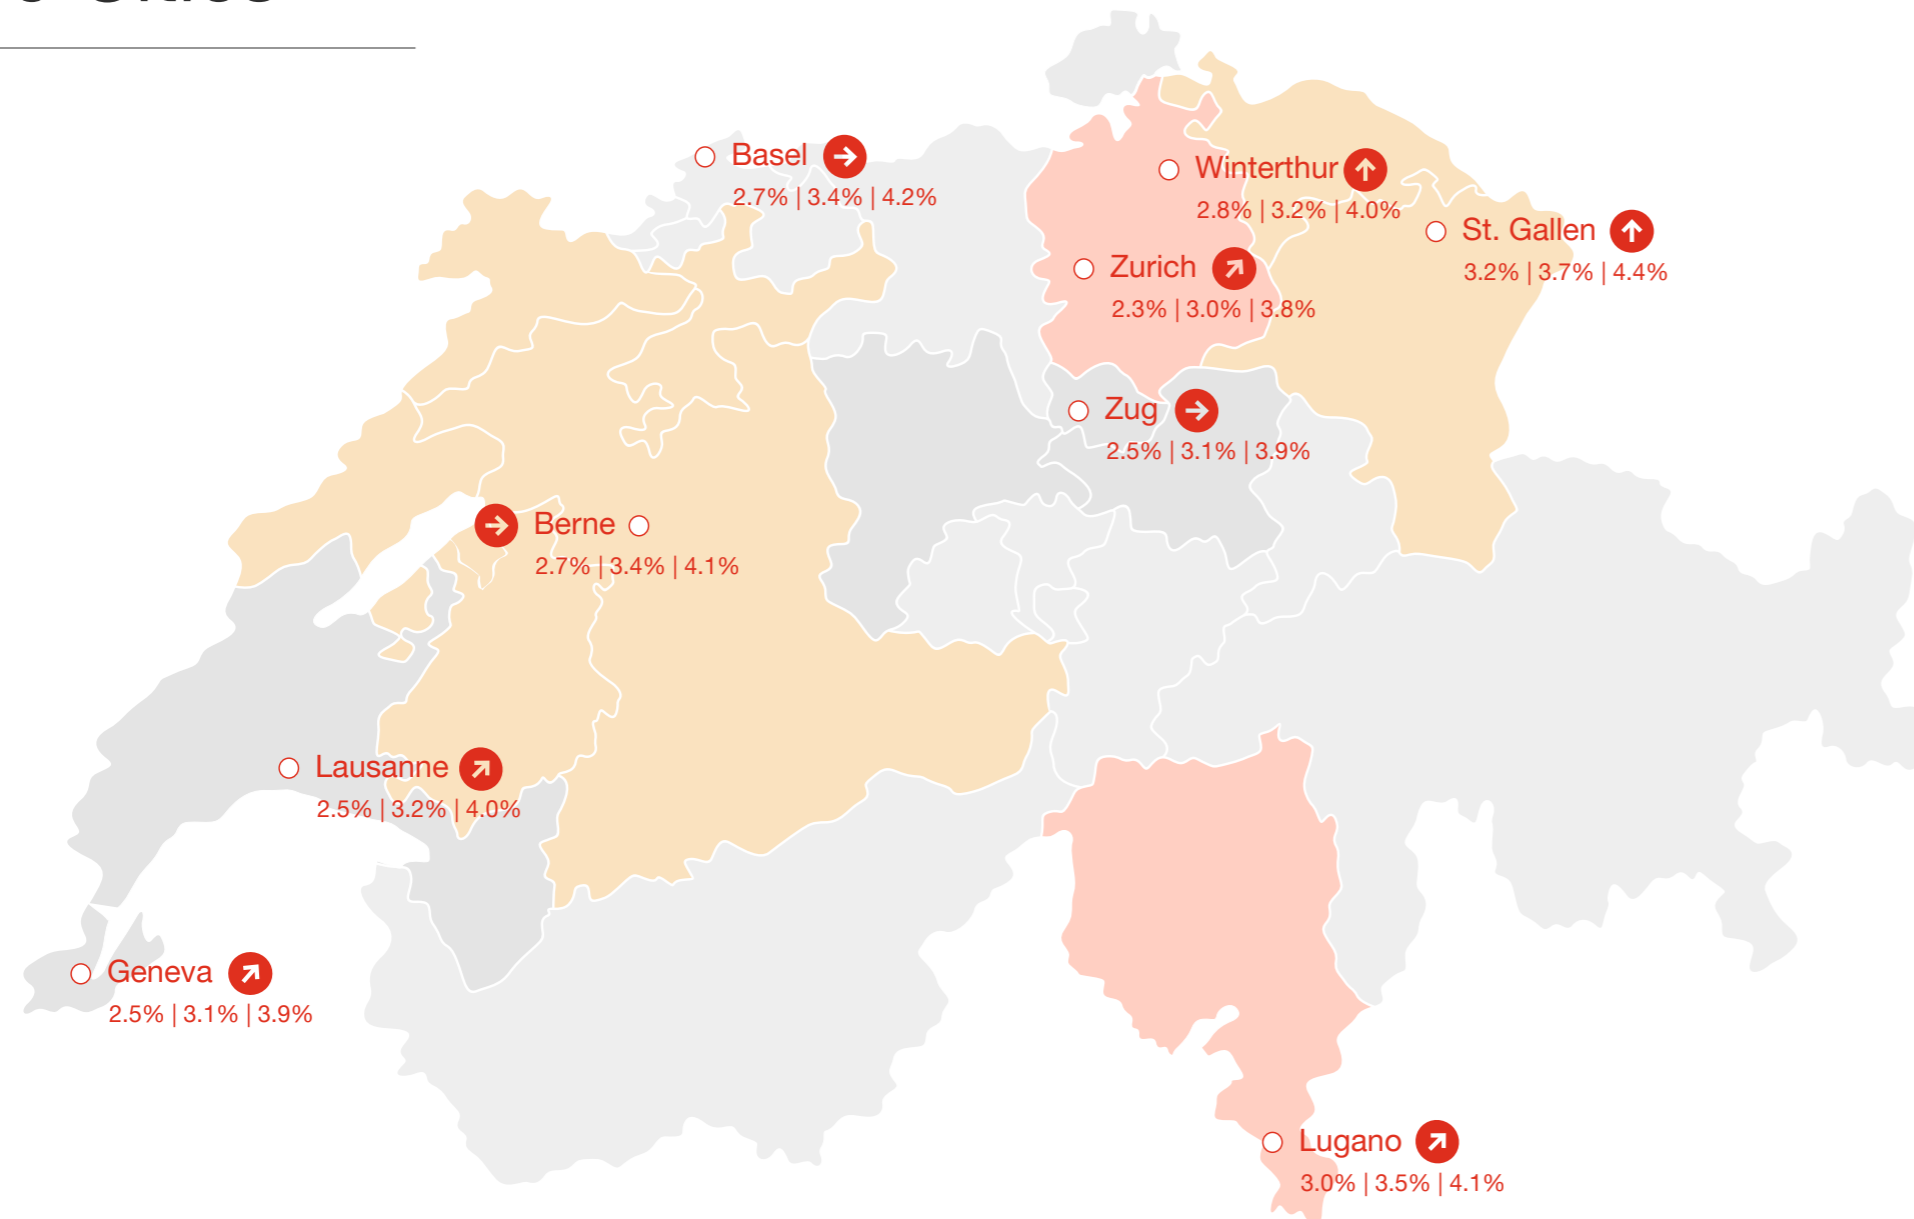 Basel
2.7% | 3.4% | 4.2%
Winterthur
2.8% | 3.2% | 4.0%
St. Gallen
3.2% | 3.7% | 4.4%
Zurich
2.3% | 3.0% | 3.8%
Zug
2.5% | 3.1% | 3.9%
Berne
2.7% | 3.4% | 4.1%
Lausanne
2.5% | 3.2% | 4.0%
Geneva
2.5% | 3.1% | 3.9%
Lugano
3.0% | 3.5% | 4.1%